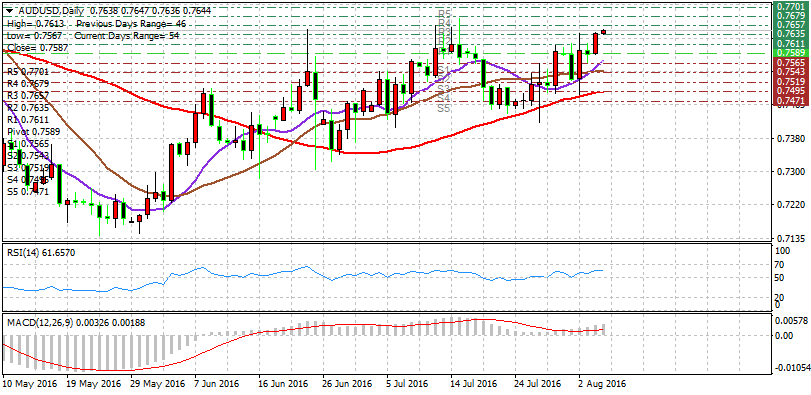 AUDUSD,Daily 0.7638 0.7647 0.7636 0.7644
High= 0.7613 Previous Days Range= 46
Low= 0.7567 Current Days Range= 54
Close= 0.7587
R5 0.7701
R4 0.7679
R3 0.7657
R2 0.7635
R1 0.7611
Pivot 0.7589
S1 0.7565
S2 0.7543
S3 0.7519
S4 0.7495
S5 0.7471
R5
R4
S4
S5
0.7701
0.7679
0.7657
0.7635
0.7611
0.7589
0.7565
0.7543
0.7519
0.7495
0.7471
0.7380
0.7300
0.7220
0.7135
RSI(14) 61.6570
100
70
50
20
0
MACD(12,26,9) 0.00326 0.00188
0.00578
0.00
-0.01054
10 May 2016
19 May 2016
29 May 2016
7 Jun 2016
16 Jun 2016
26 Jun 2016
5 Jul 2016
14 Jul 2016
24 Jul 2016
2 Aug 2016